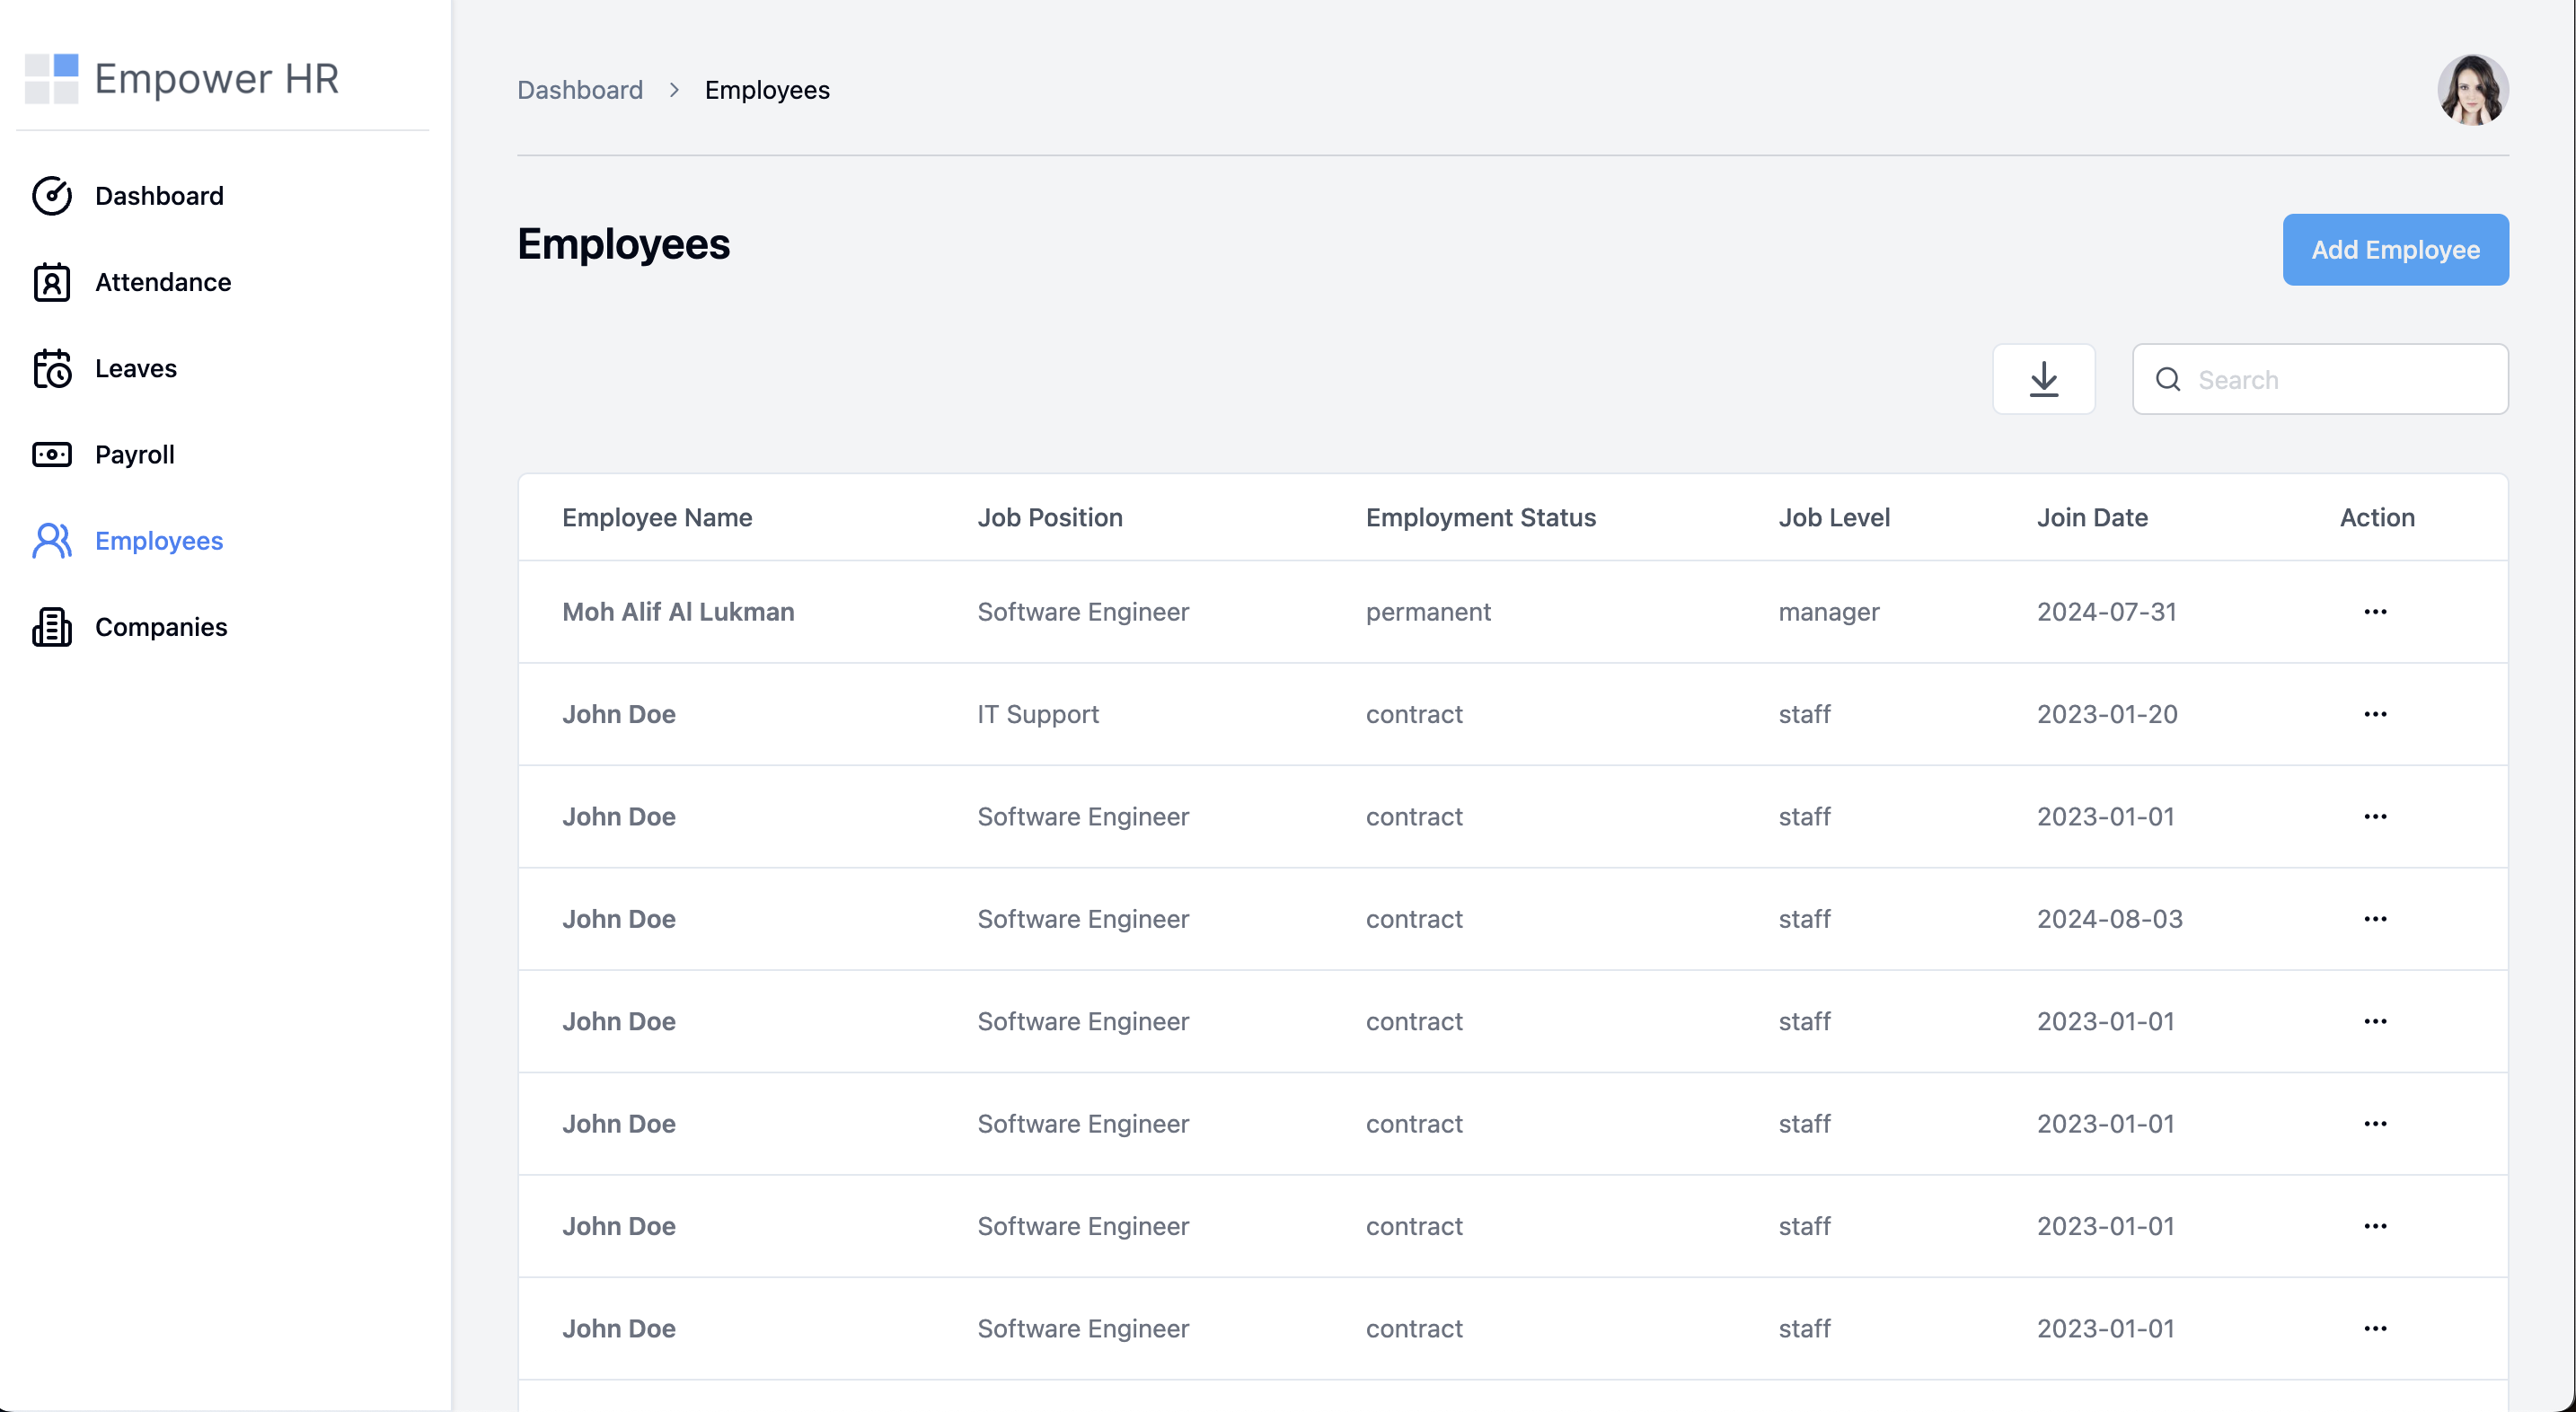 Empower HR
Dashboard
Attendance
Leaves
Payroll
Employees
Companies
Dashboard > Employees
Employees
Add Employee
Search
Employee Name Job Position Employment Status Job Level Join Date Action
Moh Alif Al Lukman Software Engineer permanent manager 2024-07-31 ...
John Doe IT Support contract staff 2023-01-20 ...
John Doe Software Engineer contract staff 2023-01-01 ...
John Doe Software Engineer contract staff 2024-08-03 ...
John Doe Software Engineer contract staff 2023-01-01 ...
John Doe Software Engineer contract staff 2023-01-01 ...
John Doe Software Engineer contract staff 2023-01-01 ...
John Doe Software Engineer contract staff 2023-01-01 ...